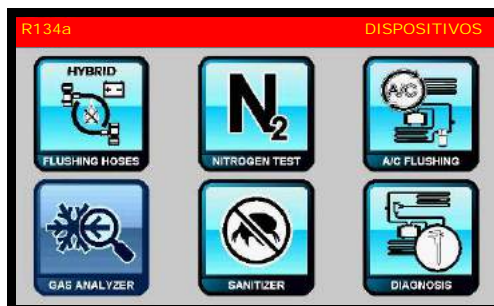 R134a DISPOSITIVOS
HYBRID
FLUSHING HOSES
N2
NITROGEN TEST
A/C
A/C FLUSHING
GAS ANALYZER
SANITIZER
DIAGNOSIS